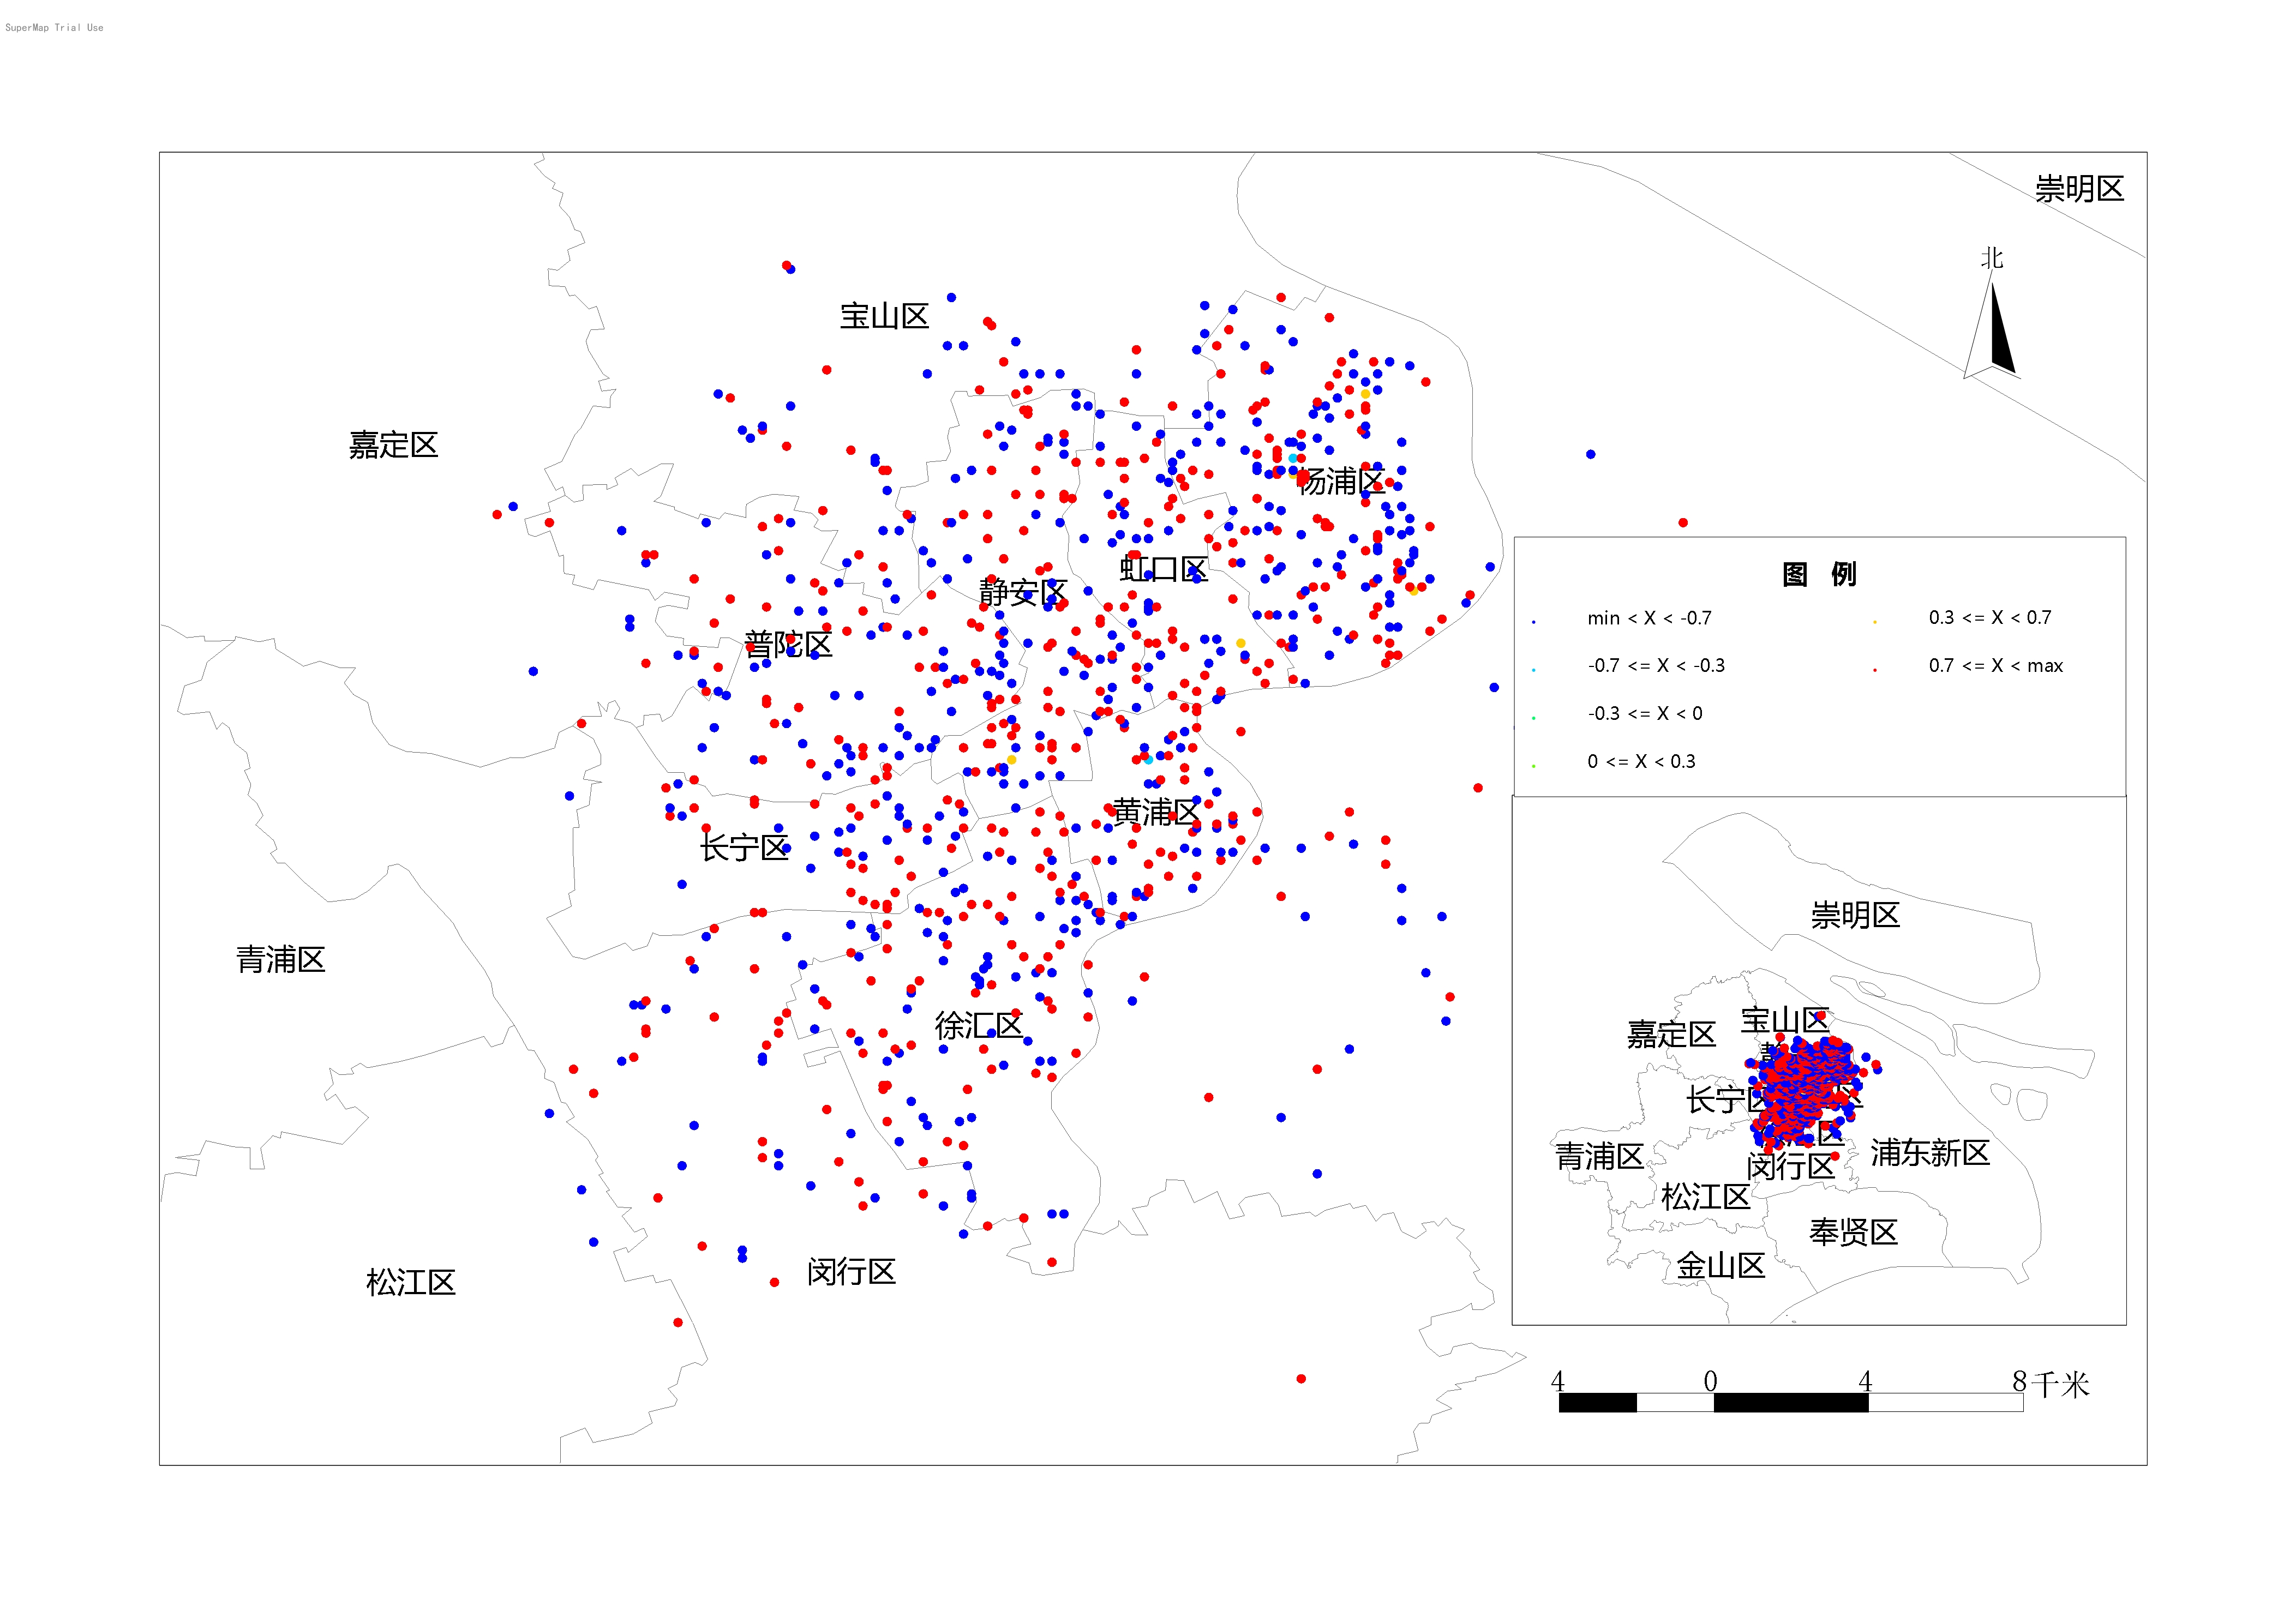 SuperMap Trial Use
崇明区
北
宝山区
嘉定区
杨浦区
虹口区
静安区
普陀区
图 例
min < X < -0.7
0.3 <= X < 0.7
-0.7 <= X < -0.3
0.7 <= X < max
-0.3 <= X < 0
0 <= X < 0.3
黄浦区
长宁区
青浦区
徐汇区
闵行区
松江区
崇明区
宝山区
嘉定区
长宁区
青浦区
闵行区
浦东新区
松江区
奉贤区
金山区
4 0 4 8千米